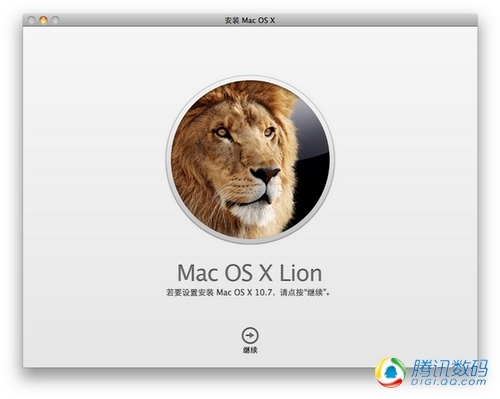 安装 Mac OS X
Mac OS X Lion
若要设置安装 Mac OS X 10.7，请点按“继续”。
继续
腾讯数码
DIGI.QQ.COM